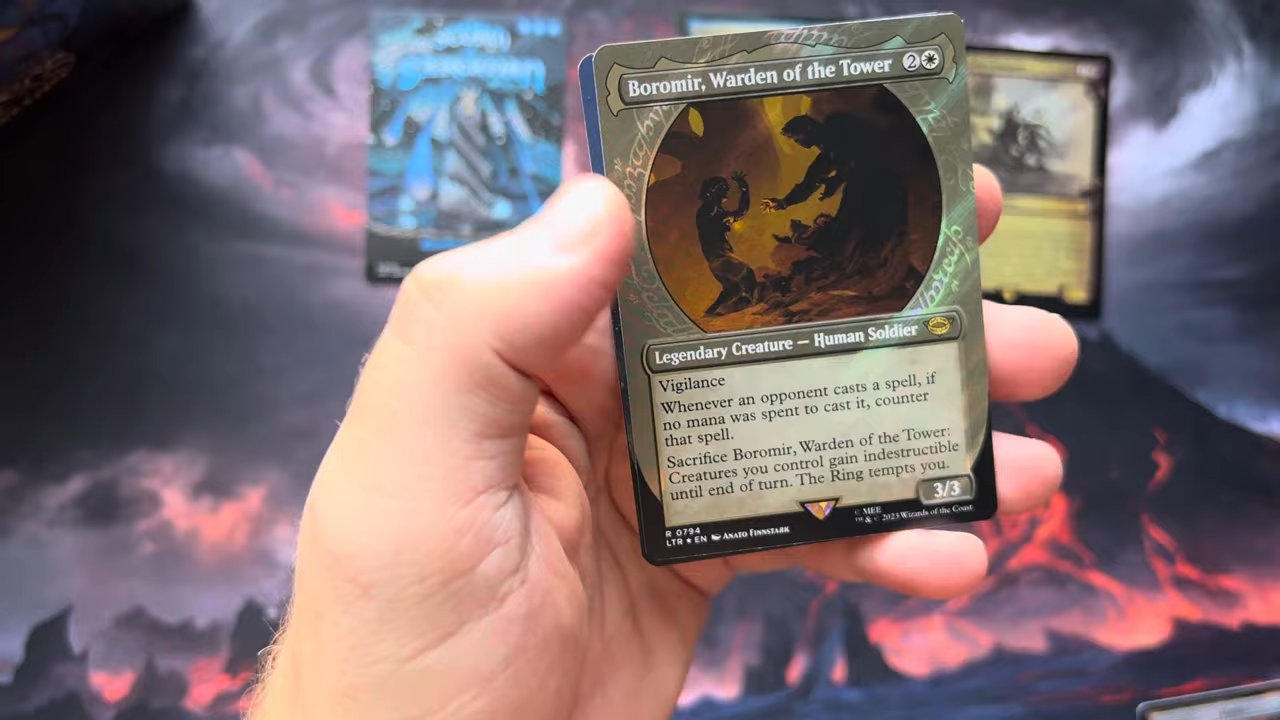 Boromir, Warden of the Tower 2
Legendary Creature — Human Soldier
Vigilance
Whenever an opponent casts a spell, if
no mana was spent to cast it, counter
that spell.
Sacrifice Boromir, Warden of the Tower:
Creatures you control gain indestructible
until end of turn. The Ring tempts you.
3/3
R 0794
LTR ★ EN Anato Finnstark
© MEE
™ & © 2023 Wizards of the Coast